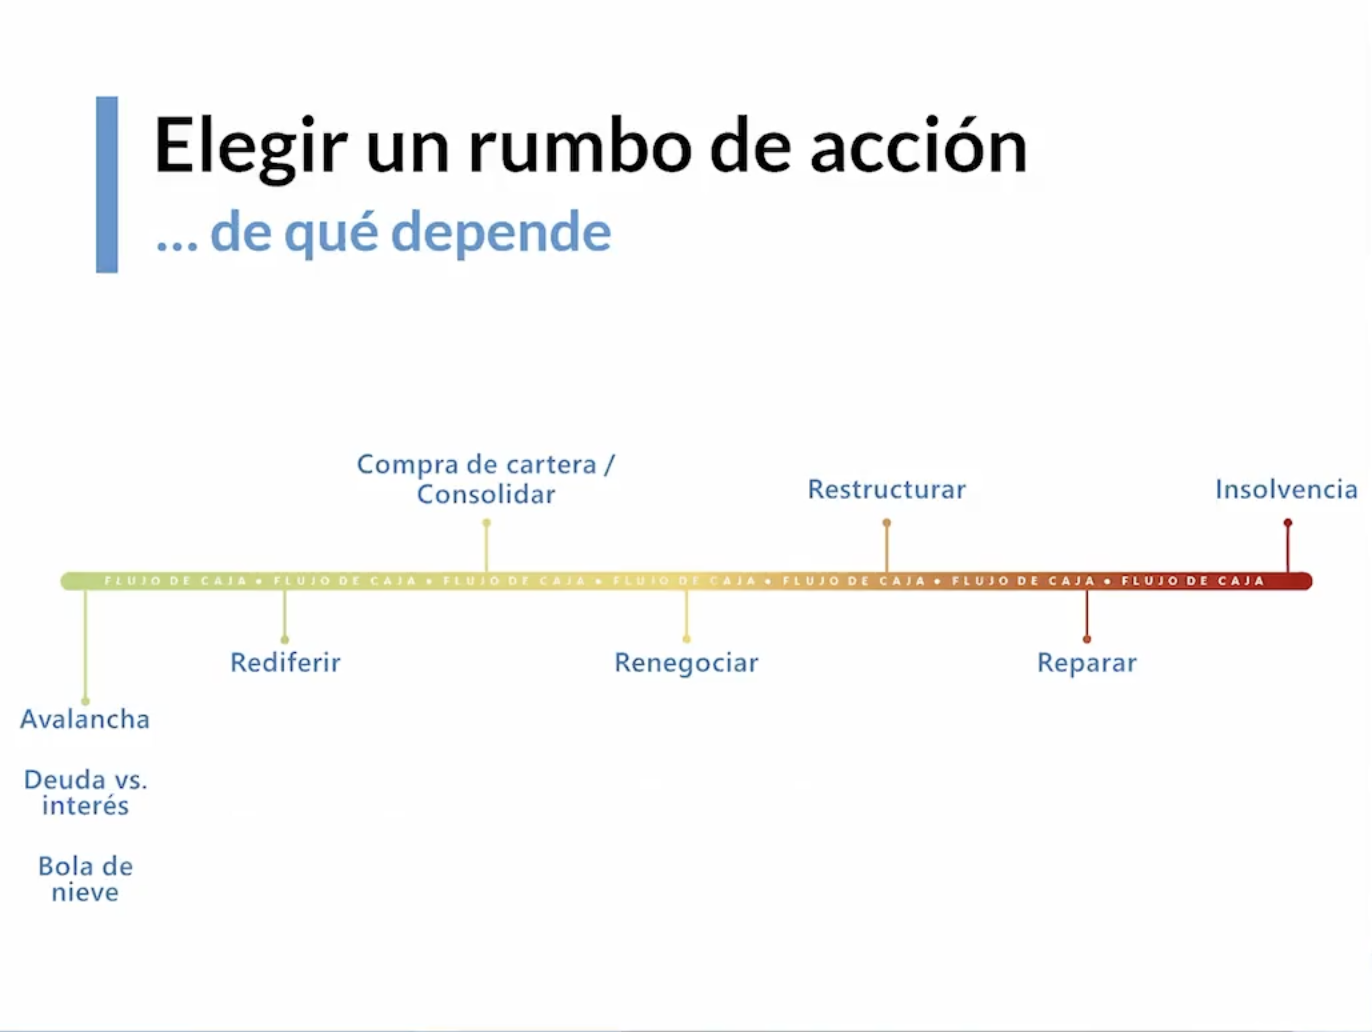 Elegir un rumbo de acción
... de qué depende
Compra de cartera /
Consolidar
Restructurar
Insolvencia
FLUJO DE CAJA • FLUJO DE CAJA • FLUJO DE CAJA • FLUJO DE CAJA • FLUJO DE CAJA • FLUJO DE CAJA • FLUJO DE CAJA
Rediferir
Renegociar
Reparar
Avalancha
Deuda vs.
interés
Bola de
nieve